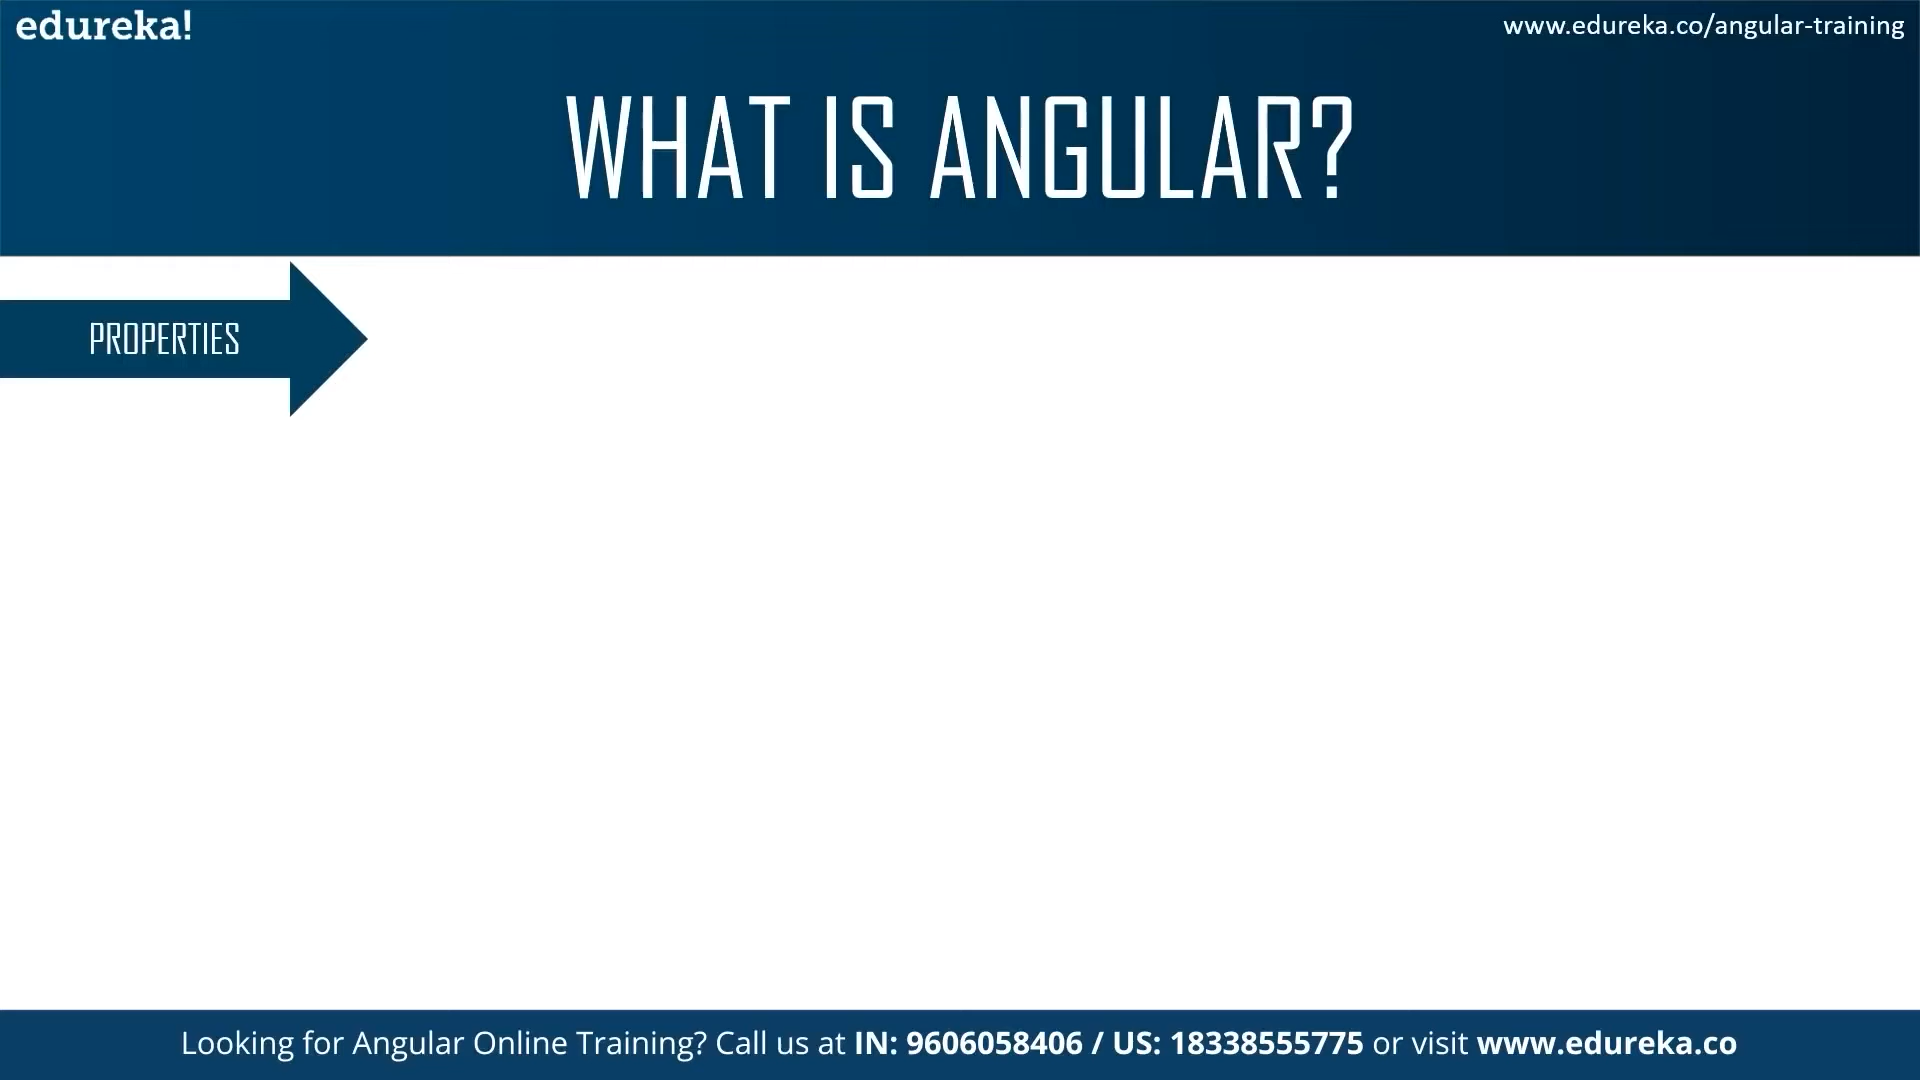 edureka!
www.edureka.co/angular-training
WHAT IS ANGULAR?
PROPERTIES
Looking for Angular Online Training? Call us at IN: 9606058406 / US: 18338555775 or visit www.edureka.co